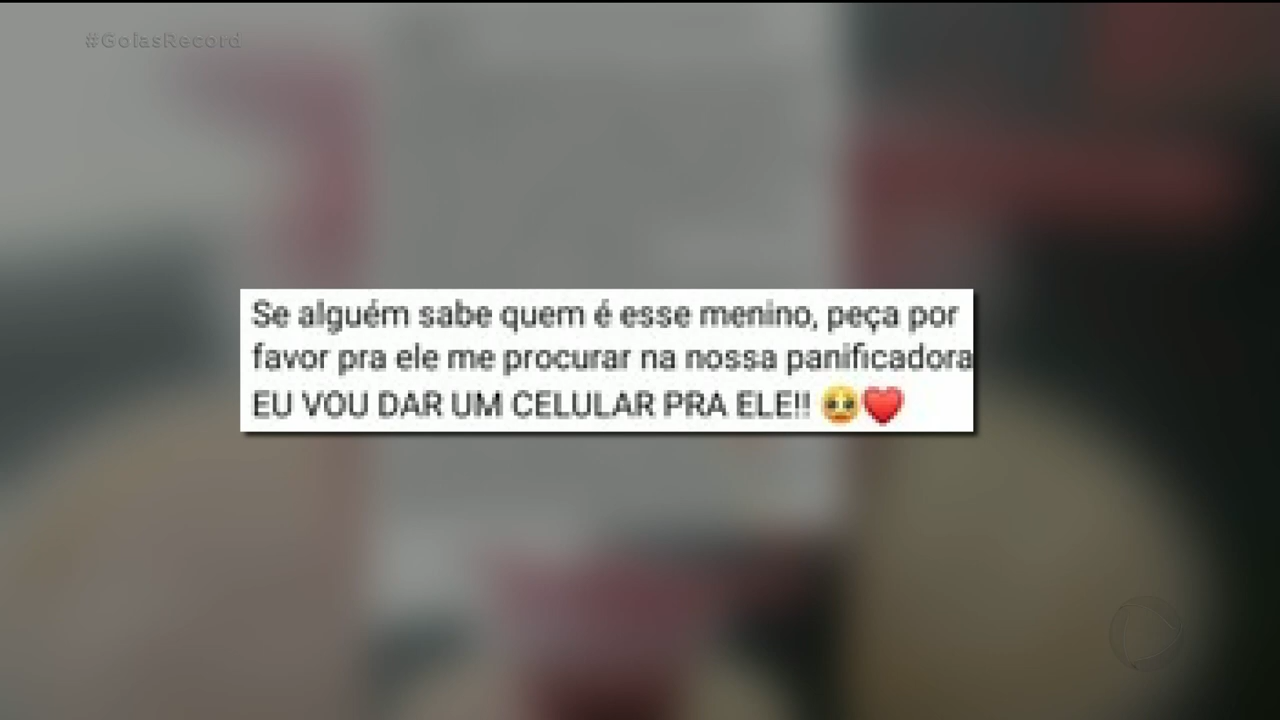 #GoiasRecord
Se alguém sabe quem é esse menino, peça por
favor pra ele me procurar na nossa panificadora
EU VOU DAR UM CELULAR PRA ELE!! 🥹❤️